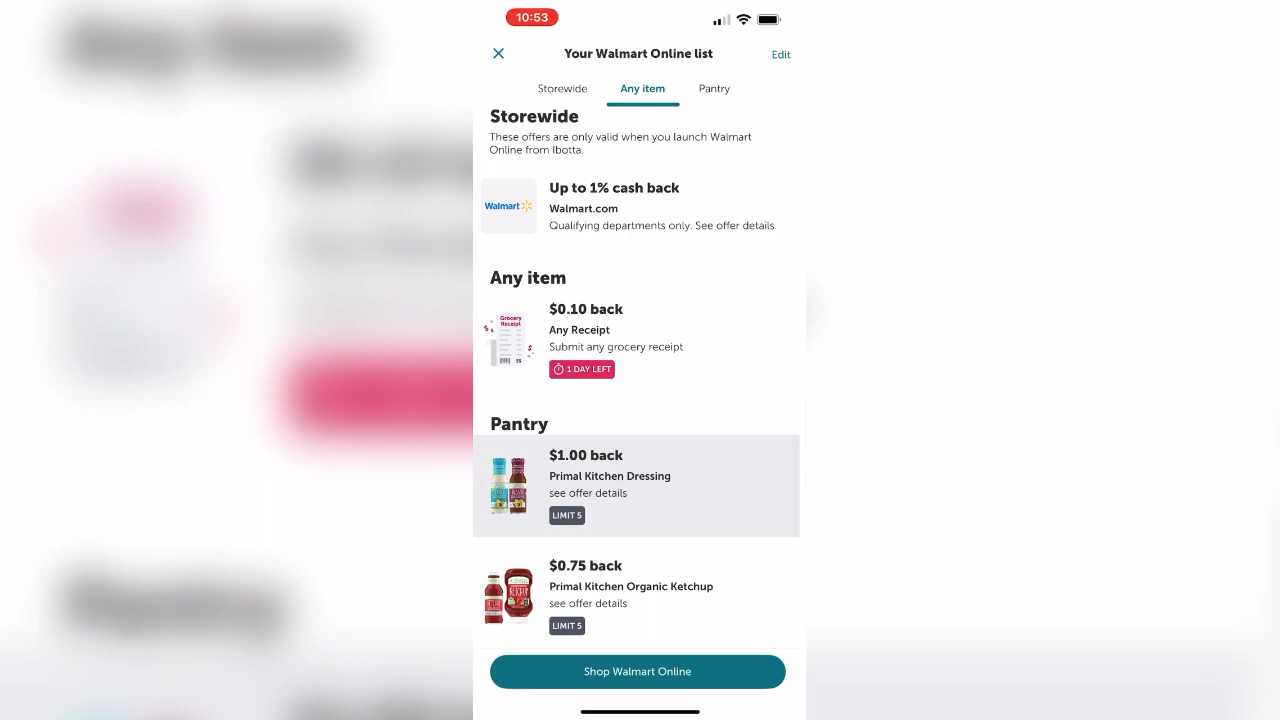 10:53
Your Walmart Online list
Edit
Storewide Any item Pantry
Storewide
These offers are only valid when you launch Walmart
Online from Ibotta.
Walmart
Up to 1% cash back
Walmart.com
Qualifying departments only. See offer details.
Any item
Grocery
Receipt
$0.10 back
Any Receipt
Submit any grocery receipt
1 DAY LEFT
Pantry
$1.00 back
Primal Kitchen Dressing
see offer details
LIMIT 5
KETCHUP
$0.75 back
Primal Kitchen Organic Ketchup
see offer details
LIMIT 5
Shop Walmart Online